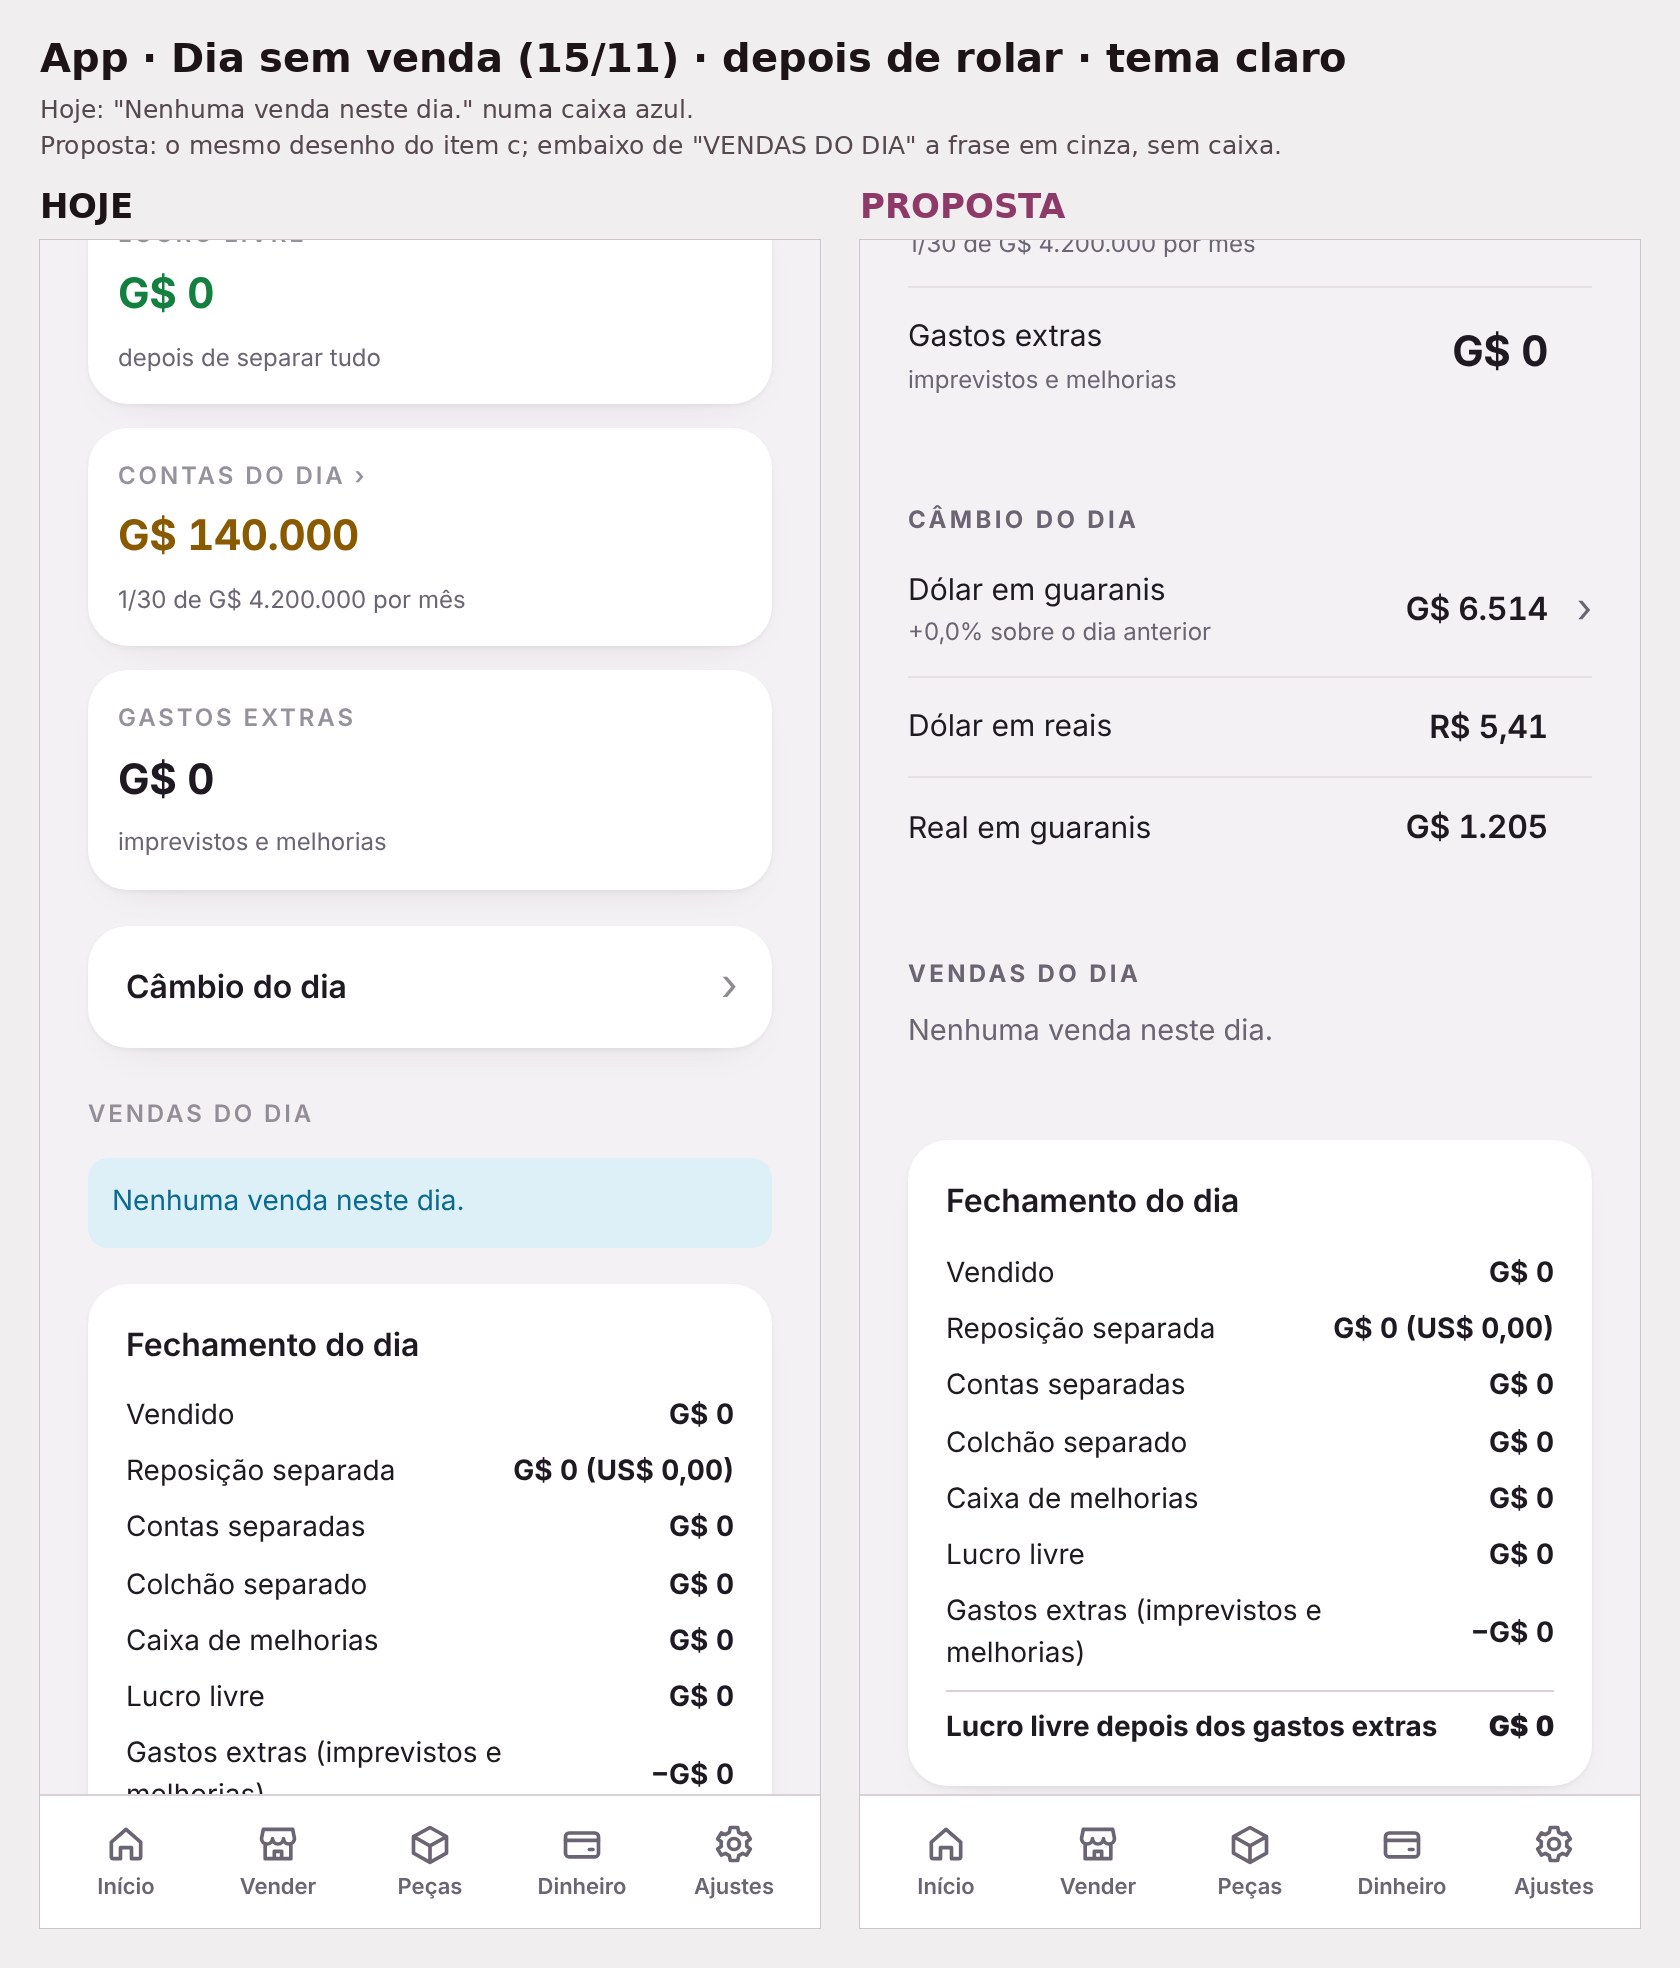 App · Dia sem venda (15/11) · depois de rolar · tema claro
Hoje: "Nenhuma venda neste dia." numa caixa azul.
Proposta: o mesmo desenho do item c; embaixo de "VENDAS DO DIA" a frase em cinza, sem caixa.
HOJE
G$ 0
depois de separar tudo
CONTAS DO DIA ›
G$ 140.000
1/30 de G$ 4.200.000 por mês
GASTOS EXTRAS
G$ 0
imprevistos e melhorias
Câmbio do dia ›
VENDAS DO DIA
Nenhuma venda neste dia.
Fechamento do dia
Vendido G$ 0
Reposição separada G$ 0 (US$ 0,00)
Contas separadas G$ 0
Colchão separado G$ 0
Caixa de melhorias G$ 0
Lucro livre G$ 0
Gastos extras (imprevistos e
melhorias) −G$ 0
Início Vender Peças Dinheiro Ajustes
PROPOSTA
1/30 de G$ 4.200.000 por mês
Gastos extras
imprevistos e melhorias
G$ 0
CÂMBIO DO DIA
Dólar em guaranis
+0,0% sobre o dia anterior
G$ 6.514 ›
Dólar em reais R$ 5,41
Real em guaranis G$ 1.205
VENDAS DO DIA
Nenhuma venda neste dia.
Fechamento do dia
Vendido G$ 0
Reposição separada G$ 0 (US$ 0,00)
Contas separadas G$ 0
Colchão separado G$ 0
Caixa de melhorias G$ 0
Lucro livre G$ 0
Gastos extras (imprevistos e
melhorias) −G$ 0
Lucro livre depois dos gastos extras G$ 0
Início Vender Peças Dinheiro Ajustes